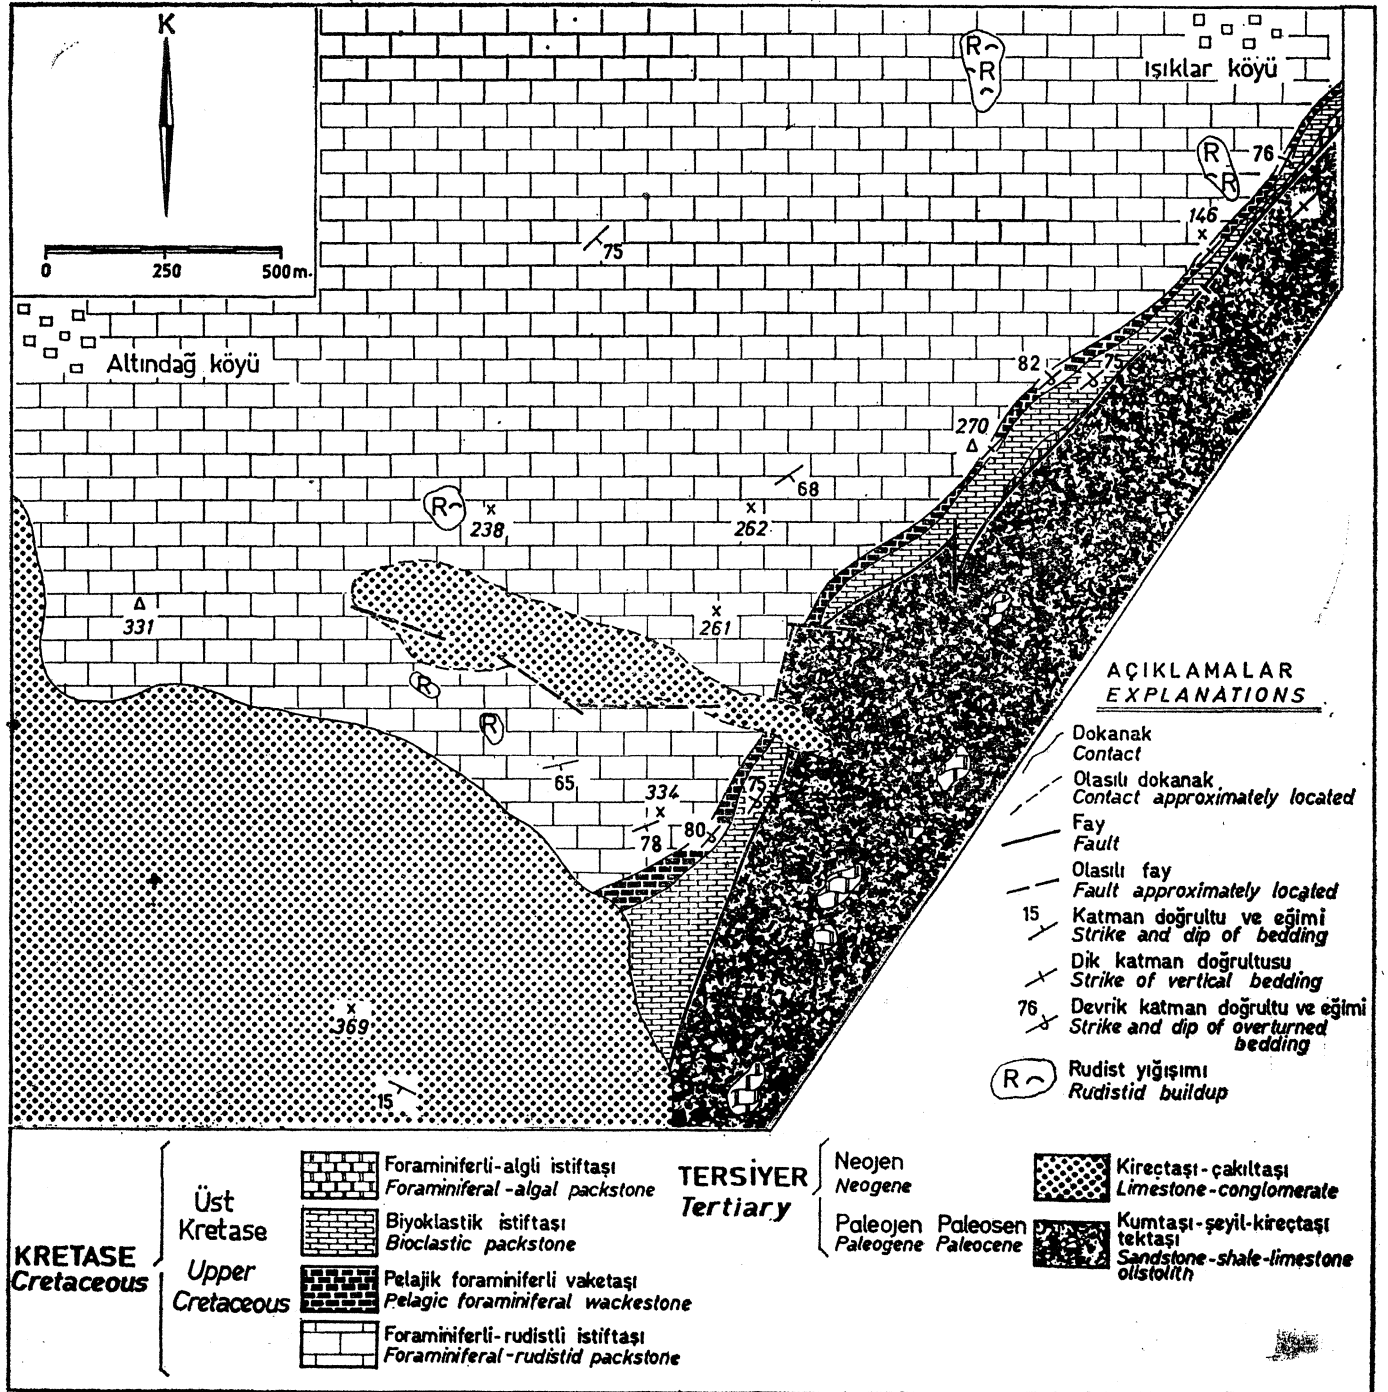 K
0 250 500m.
R
R
Işıklar köyü
R
R
76
146
75
Altındağ köyü
82
75
270
68
R
238
262
331
261
R
R
65
334
75
80
78
369
15
AÇIKLAMALAR
EXPLANATIONS
Dokanak
Contact
Olasılı dokanak
Contact approximately located
Fay
Fault
Olasılı fay
Fault approximately located
15 Katman doğrultu ve eğimi
Strike and dip of bedding
Dik katman doğrultusu
Strike of vertical bedding
76 Devrik katman doğrultu ve eğimi
Strike and dip of overturned
bedding
R Rudist yığışımı
Rudistid buildup
KRETASE
Cretaceous
Üst
Kretase
Upper
Cretaceous
Foraminiferli-algli istiftaşı
Foraminiferal-algal packstone
Biyoklastik istiftaşı
Bioclastic packstone
Pelajik foraminiferli vaketaşı
Pelagic foraminiferal wackestone
Foraminiferli-rudistli istiftaşı
Foraminiferal-rudistid packstone
TERSİYER
Tertiary
Neojen
Neogene
Paleojen Paleosen
Paleogene Paleocene
Kireçtaşı-çakıltaşı
Limestone-conglomerate
Kumtaşı-şeyil-kireçtaşı
tektaşı
Sandstone-shale-limestone
olistolith